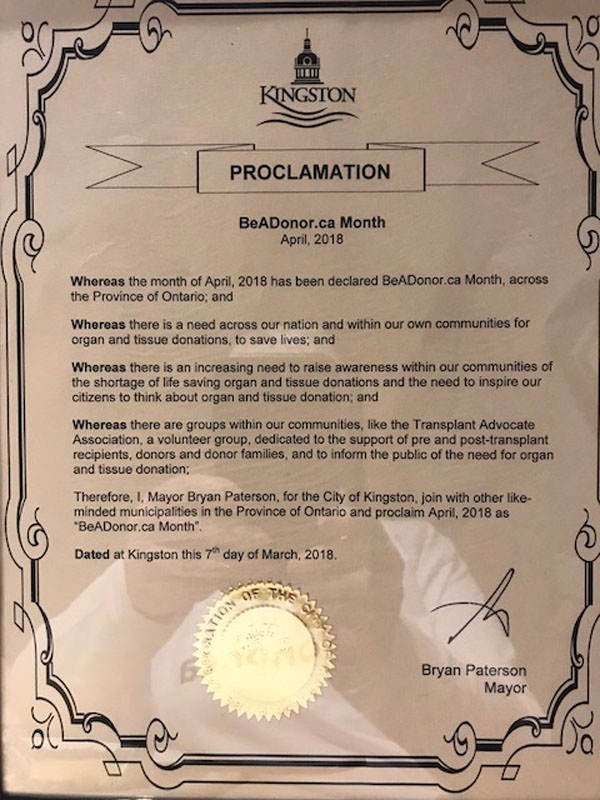 KINGSTON
PROCLAMATION
BeADonor.ca Month
April, 2018
Whereas the month of April, 2018 has been declared BeADonor.ca Month, across
the Province of Ontario; and
Whereas there is a need across our nation and within our own communities for
organ and tissue donations, to save lives; and
Whereas there is an increasing need to raise awareness within our communities of
the shortage of life saving organ and tissue donations and the need to inspire our
citizens to think about organ and tissue donation; and
Whereas there are groups within our communities, like the Transplant Advocate
Association, a volunteer group, dedicated to the support of pre and post-transplant
recipients, donors and donor families, and to inform the public of the need for organ
and tissue donation;
Therefore, I, Mayor Bryan Paterson, for the City of Kingston, join with other like-
minded municipalities in the Province of Ontario and proclaim April, 2018 as
“BeADonor.ca Month”.
Dated at Kingston this 7th day of March, 2018.
OF THE
Bryan Paterson
Mayor